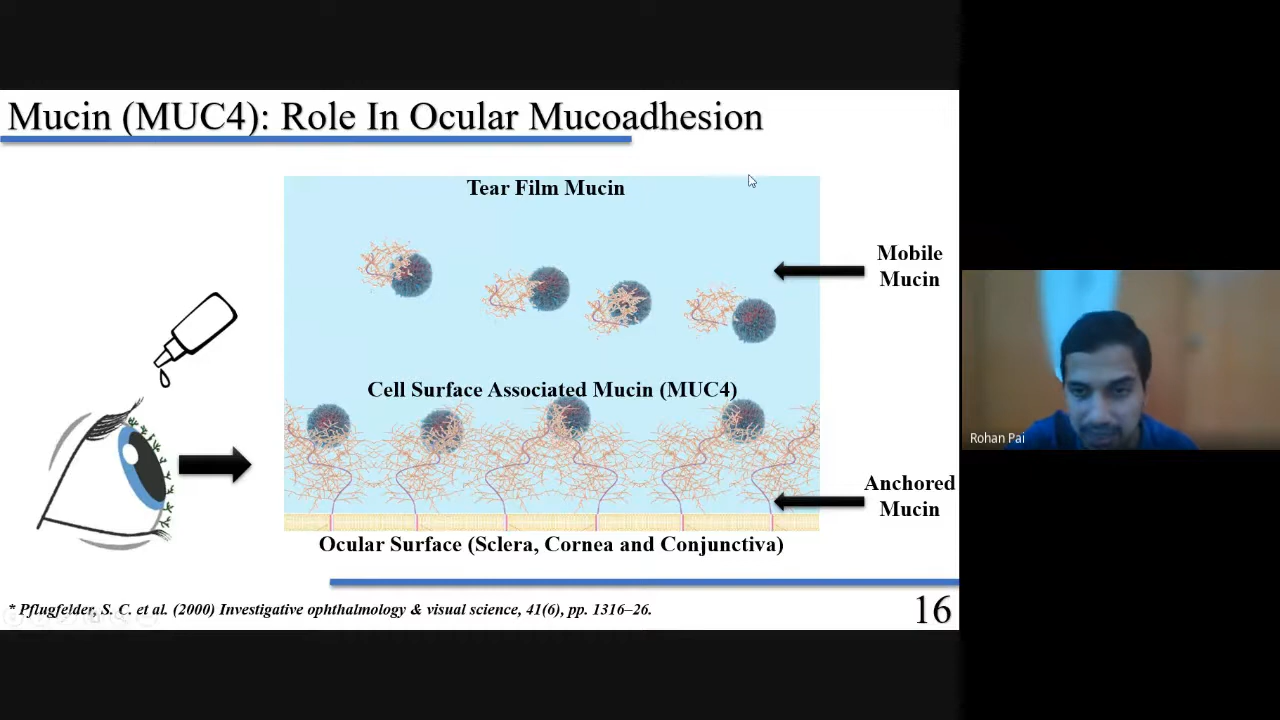 Mucin (MUC4): Role In Ocular Mucoadhesion
Tear Film Mucin
Mobile
Mucin
Cell Surface Associated Mucin (MUC4)
Rohan Pai
Anchored
Mucin
Ocular Surface (Sclera, Cornea and Conjunctiva)
* Pflugfelder, S. C. et al. (2000) Investigative ophthalmology & visual science, 41(6), pp. 1316–26.
16